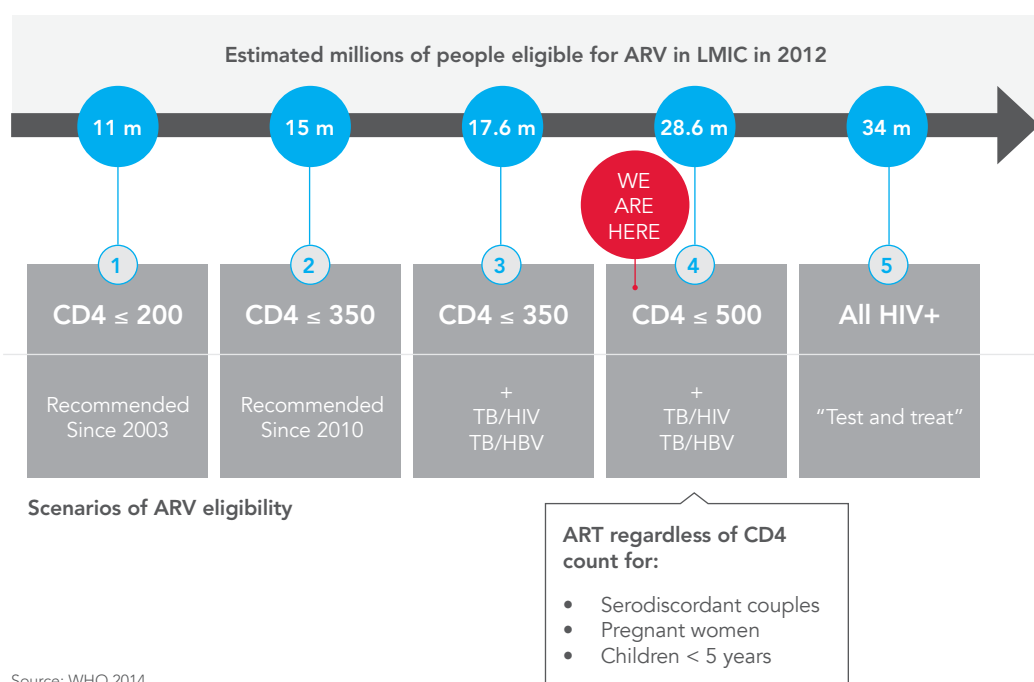 Estimated millions of people eligible for ARV in LMIC in 2012
11 m
15 m
17.6 m
28.6 m
34 m
WE
ARE
HERE
1
2
3
4
5
CD4 ≤ 200
CD4 ≤ 350
CD4 ≤ 350
CD4 ≤ 500
All HIV+
Recommended
Since 2003
Recommended
Since 2010
+
TB/HIV
TB/HBV
+
TB/HIV
TB/HBV
“Test and treat”
Scenarios of ARV eligibility
ART regardless of CD4
count for:
• Serodiscordant couples
• Pregnant women
• Children < 5 years
Source: WHO 2014